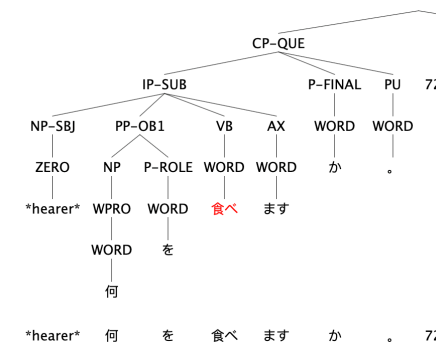 CP-QUE
IP-SUB P-FINAL PU 72
NP-SBJ PP-OB1 VB AX WORD WORD
ZERO NP P-ROLE WORD WORD か 。
*hearer* WPRO WORD 食べ ます
WORD を
何
*hearer* 何 を 食べ ます か 。 72